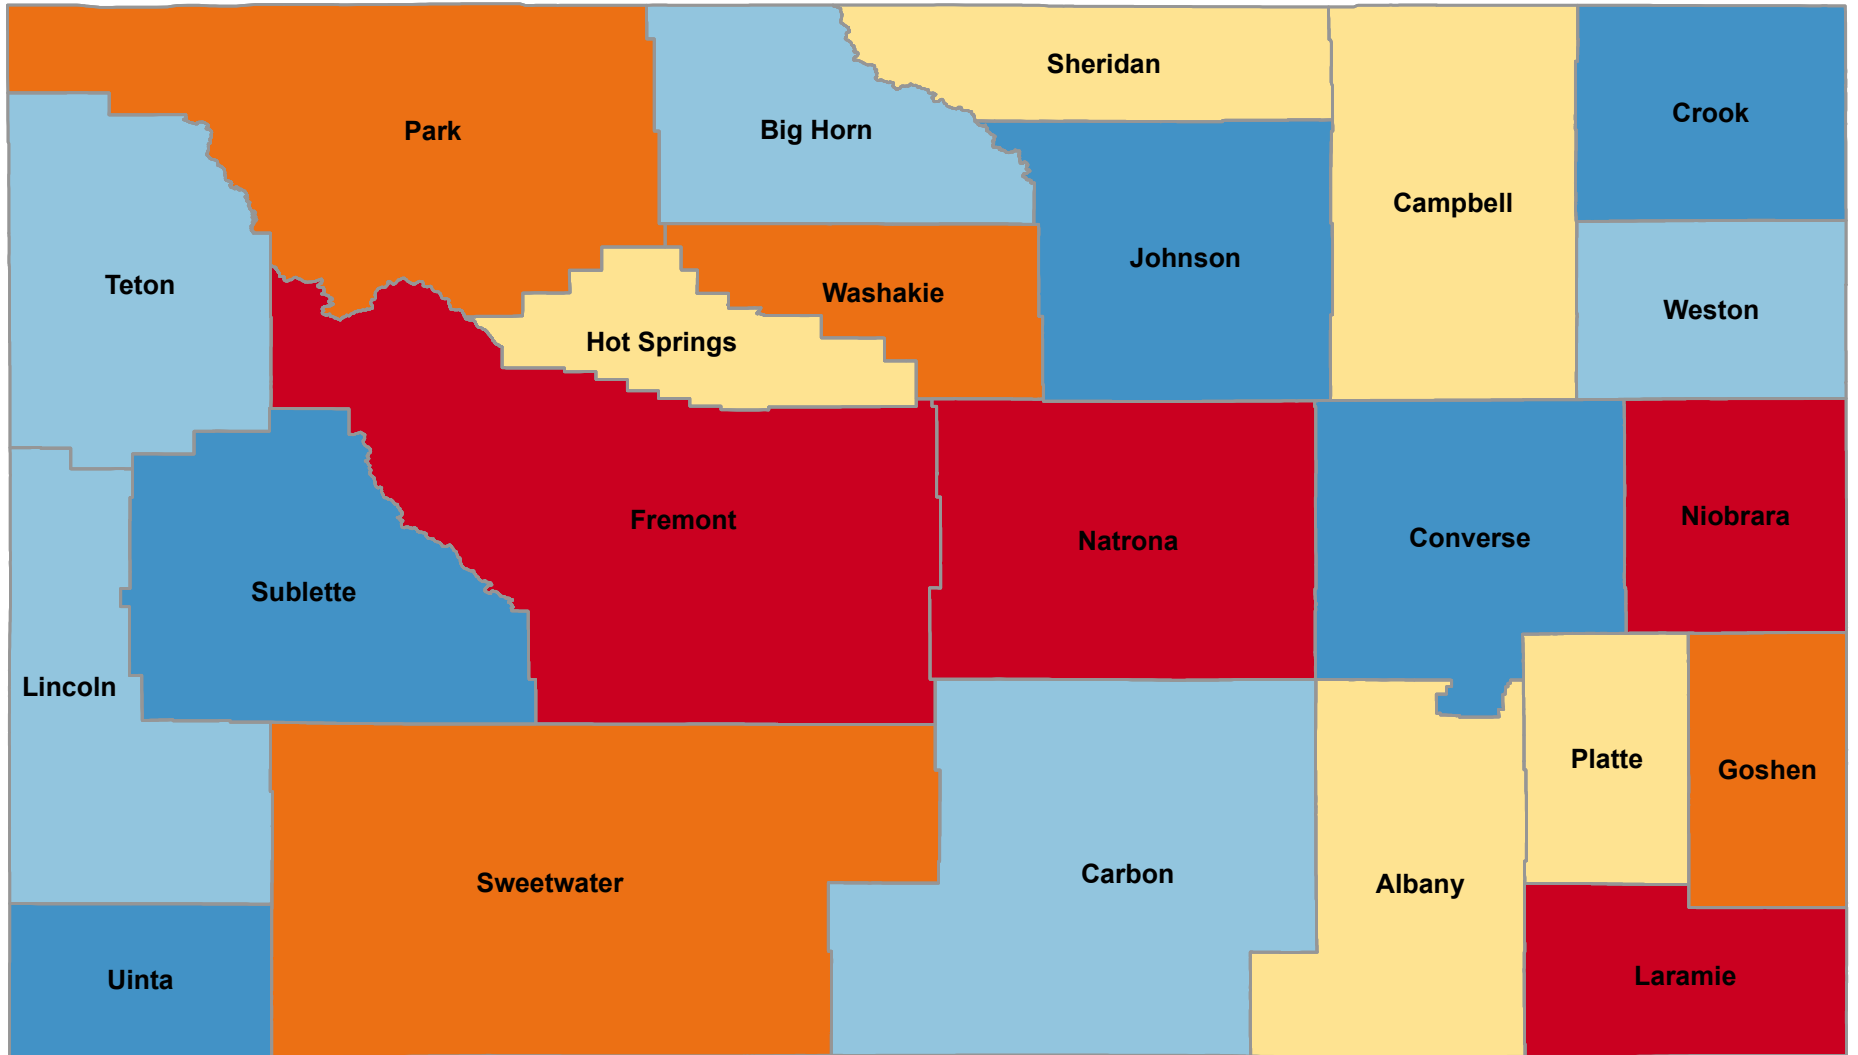 Sheridan
Crook
Park
Big Horn
Campbell
Johnson
Teton
Washakie
Weston
Hot Springs
Niobrara
Fremont
Converse
Natrona
Sublette
Lincoln
Platte
Goshen
Carbon
Sweetwater
Albany
Laramie
Uinta